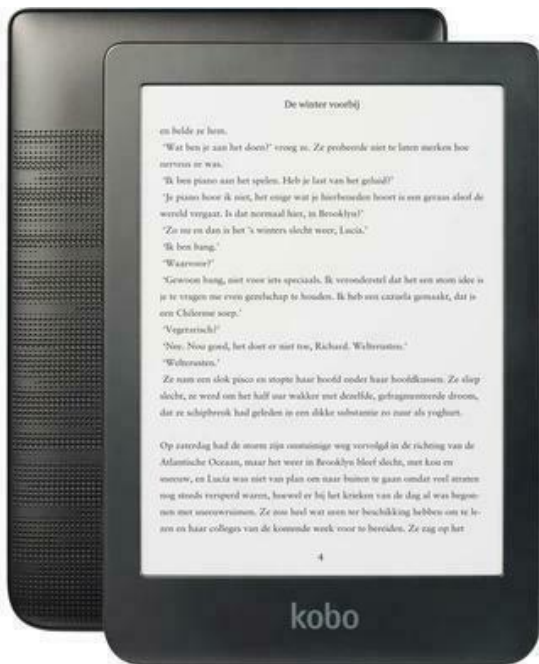 De winter voorbij
en belde ze hem.
'Wat ben je aan het doen?' vroeg ze. Ze probeerde niet te laten merken hoe
nerveus ze was.
'Ik ben piano aan het spelen. Heb je last van het geluid?'
'Je piano hoor ik niet, het enige wat je hierbeneden hoort is een geraas alsof de
wereld vergaat. Is dat normaal hier, in Brooklyn?'
'Zo nu en dan is het 's winters slecht weer, Lucia.'
'Ik ben bang.'
'Waarvoor?'
'Gewoon bang, niet voor iets speciaals. Ik veronderstel dat het een stom idee is
je te vragen me even gezelschap te houden. Ik heb een cazuela gemaakt, dat is
een Chileense soep.'
'Vegetarisch?'
'Nee. Nou goed, het doet er niet toe, Richard. Welterusten.'
'Welterusten.'
Ze nam een slok pisco en stopte haar hoofd onder haar hoofdkussen. Ze sliep
slecht, ze werd om het half uur wakker met dezelfde, gefragmenteerde droom,
dat ze schipbreuk had geleden in een dikke substantie zo zuur als yoghurt.
Op zaterdag had de storm zijn onstuimige weg vervolgd in de richting van de
Atlantische Oceaan, maar het weer in Brooklyn bleef slecht, met kou en
sneeuw, en Lucia was niet van plan om naar buiten te gaan omdat veel straten
nog steeds versperd waren, hoewel er bij het krieken van de dag al was begon-
nen met sneeuwruimen. Ze zou heel wat uren ter beschikking hebben om te le-
zen en haar colleges van de komende week voor te bereiden. Ze zag op het
4
kobo